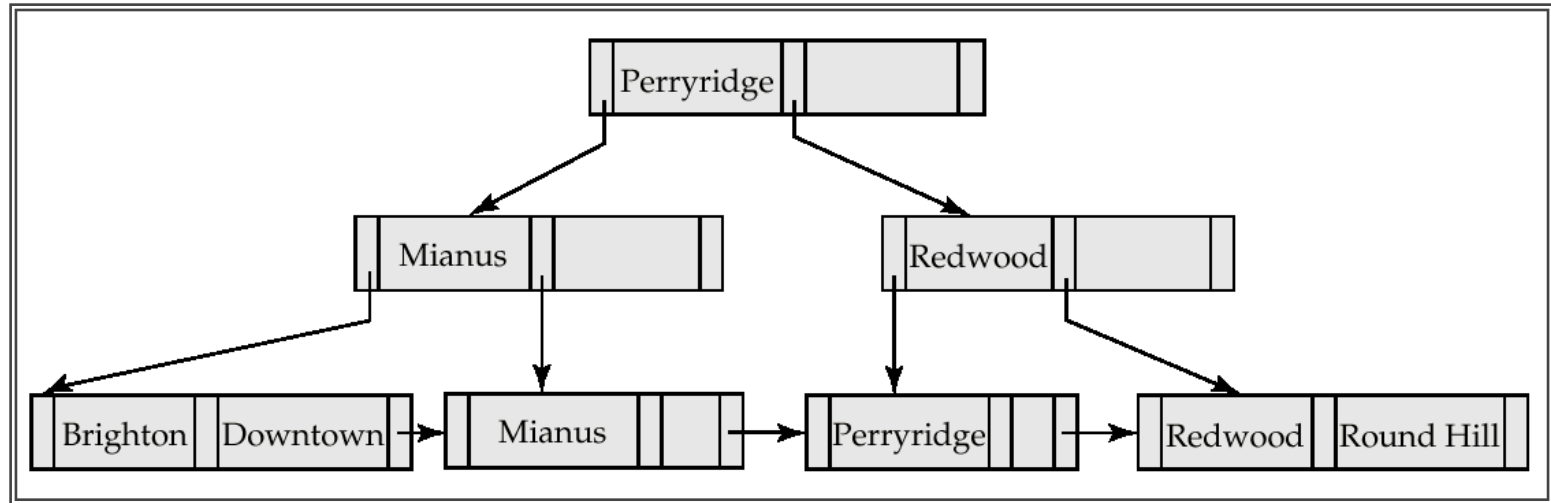 Perryridge
Mianus
Redwood
Brighton
Downtown
Mianus
Perryridge
Redwood
Round Hill